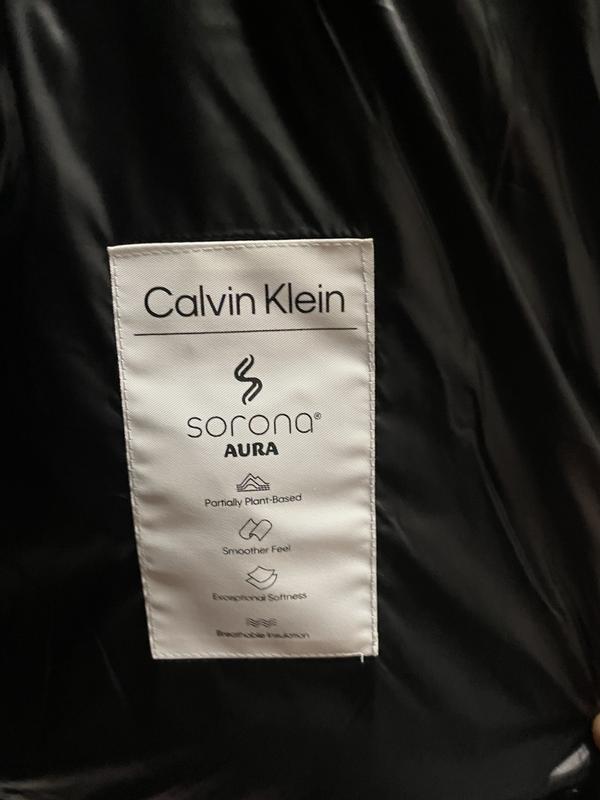 Calvin Klein
sorona®
AURA
Partially Plant-Based
Smoother Feel
Exceptional Softness
Breathable Insulation